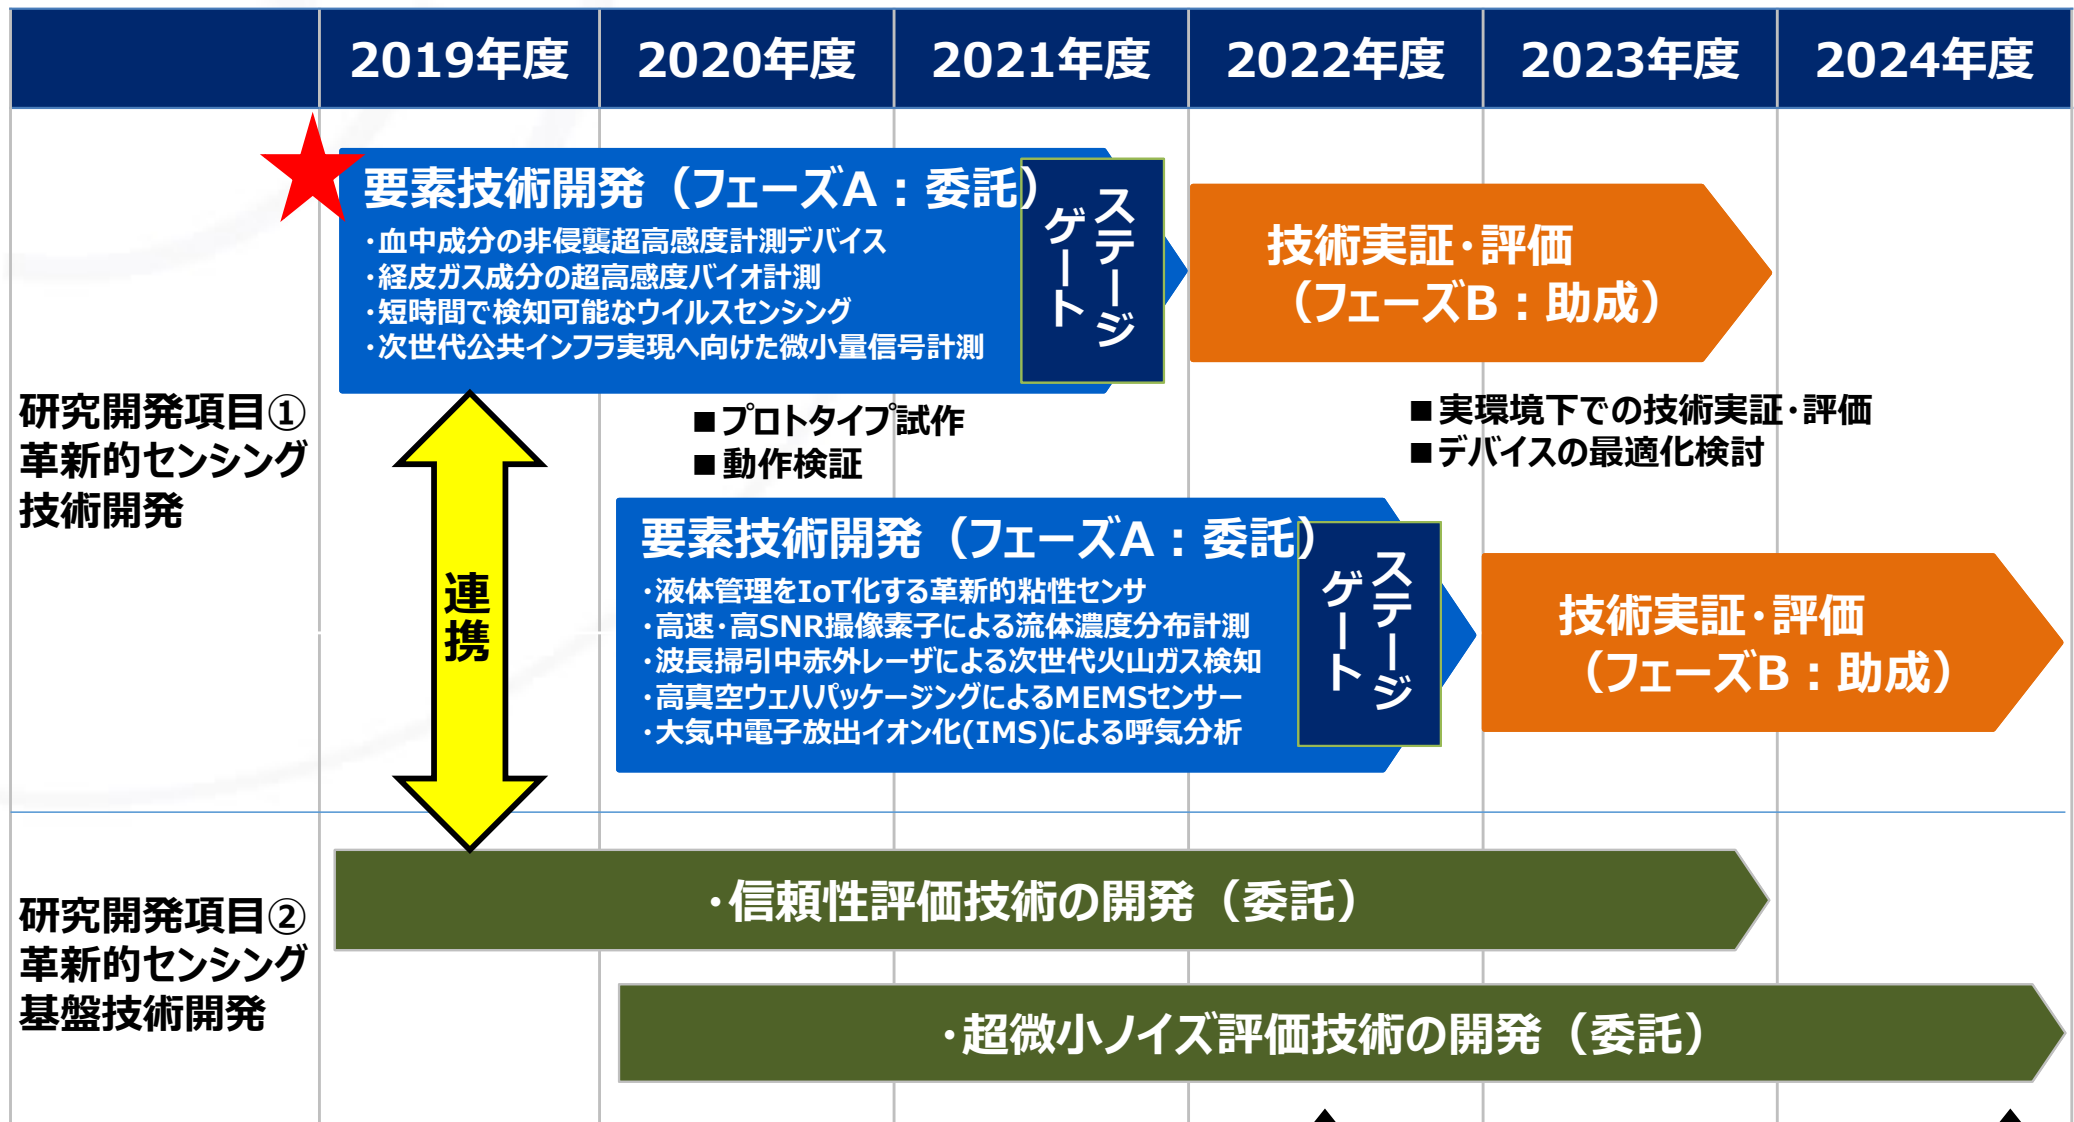 2019年度 2020年度 2021年度 2022年度 2023年度 2024年度
研究開発項目①
革新的センシング
技術開発
要素技術開発（フェーズA：委託）
・血中成分の非侵襲超高感度計測デバイス
・経皮ガス成分の超高感度バイオ計測
・短時間で検知可能なウイルスセンシング
・次世代公共インフラ実現へ向けた微小量信号計測
ステージ
ゲート
技術実証・評価
（フェーズB：助成）
■プロトタイプ試作
■動作検証
■実環境下での技術実証・評価
■デバイスの最適化検討
連携
要素技術開発（フェーズA：委託）
・液体管理をIoT化する革新的粘性センサ
・高速・高SNR撮像素子による流体濃度分布計測
・波長掃引中赤外レーザによる次世代火山ガス検知
・高真空ウェハパッケージングによるMEMSセンサー
・大気中電子放出イオン化(IMS)による呼気分析
ステージ
ゲート
技術実証・評価
（フェーズB：助成）
研究開発項目②
革新的センシング
基盤技術開発
・信頼性評価技術の開発（委託）
・超微小ノイズ評価技術の開発（委託）